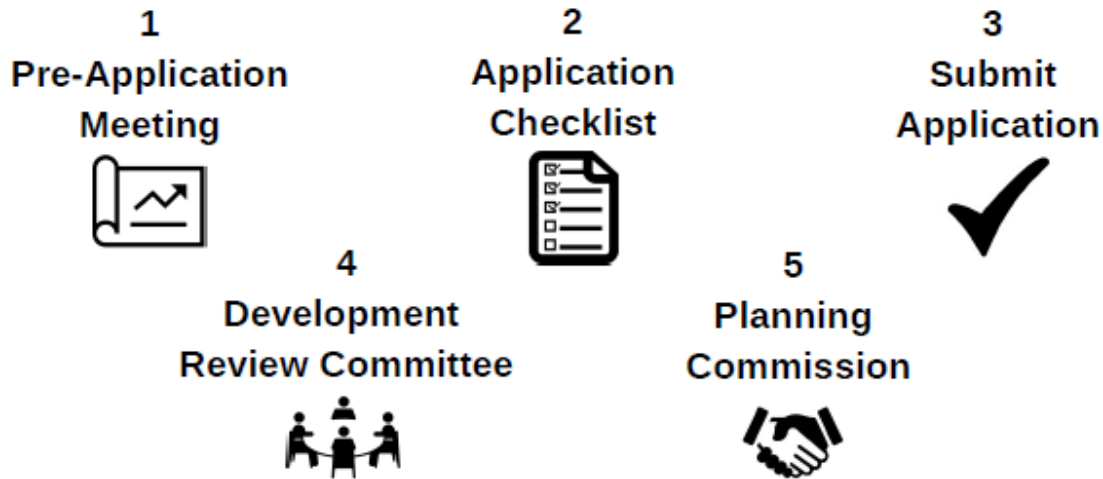 1
Pre-Application
Meeting
2
Application
Checklist
3
Submit
Application
4
Development
Review Committee
5
Planning
Commission